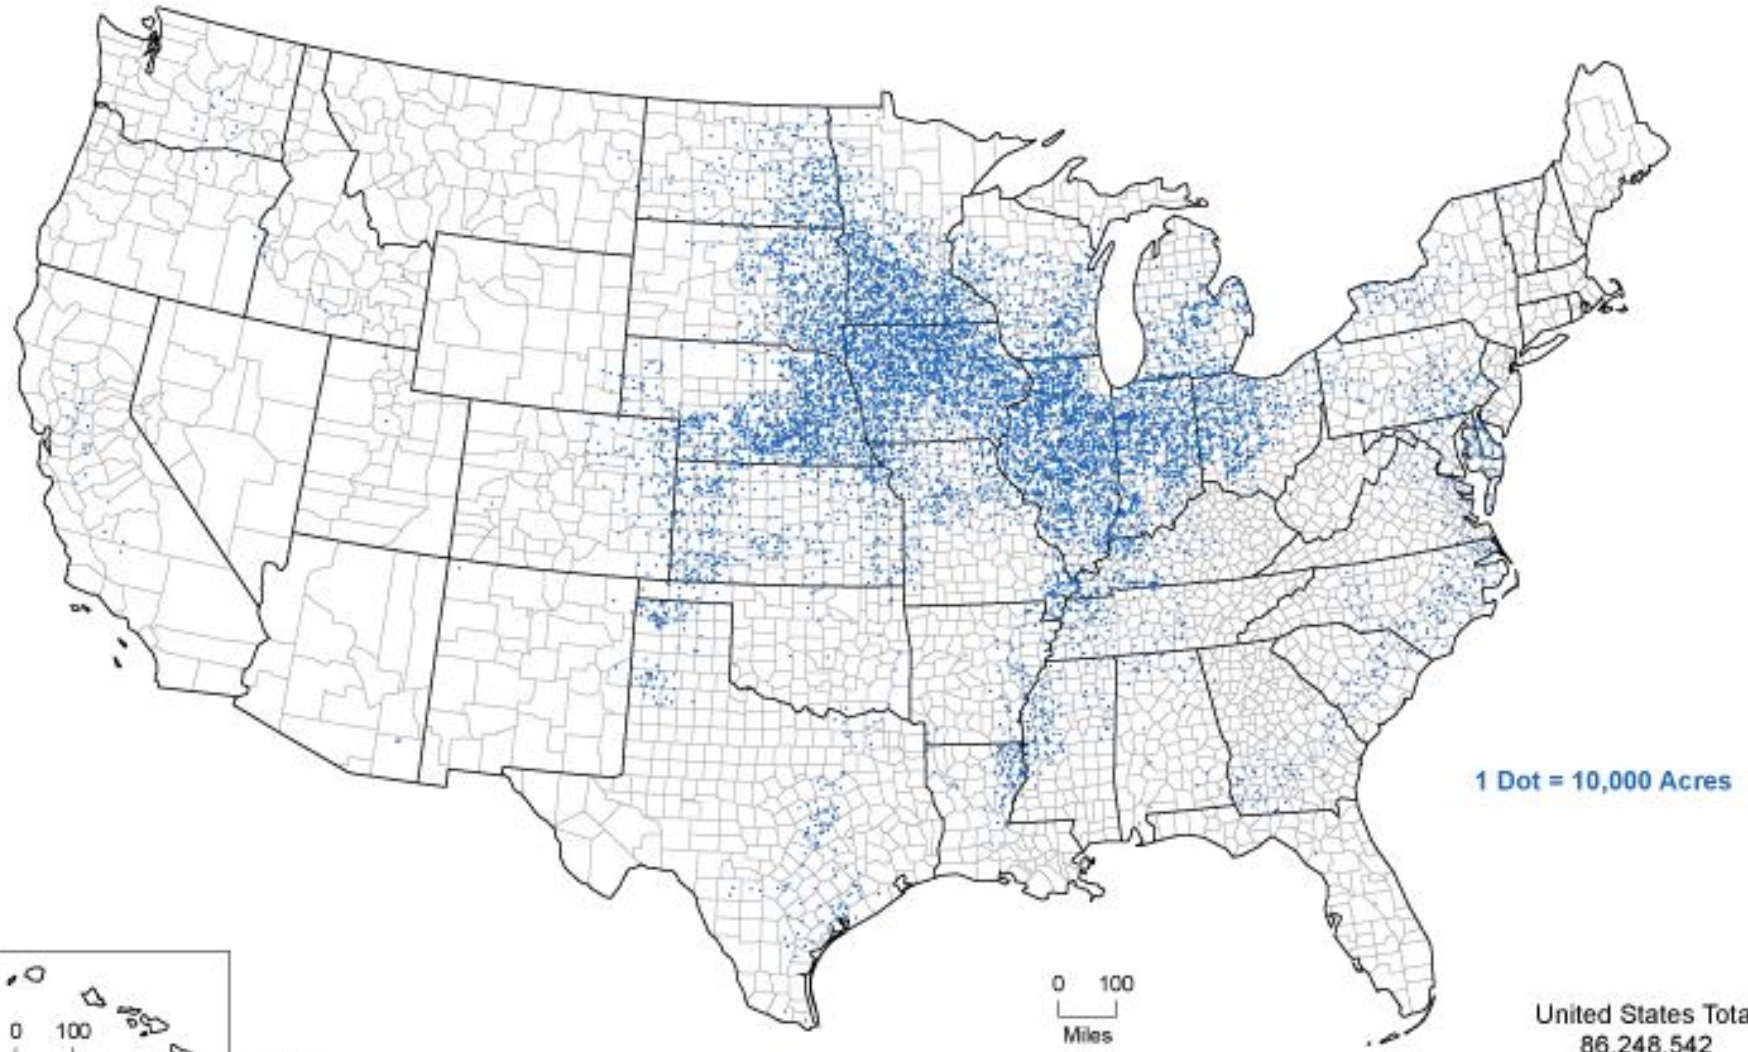 1 Dot = 10,000 Acres
0 100
Miles
0 100
United States Tota
86,248,542